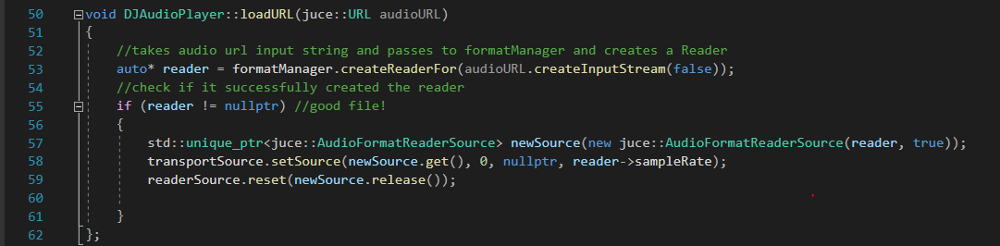 50 void DJAudioPlayer::loadURL(juce::URL audioURL)
51 {
52 //takes audio url input string and passes to formatManager and creates a Reader
53 auto* reader = formatManager.createReaderFor(audioURL.createInputStream(false));
54 //check if it successfully created the reader
55 if (reader != nullptr) //good file!
56 {
57 std::unique_ptr<juce::AudioFormatReaderSource> newSource(new juce::AudioFormatReaderSource(reader, true));
58 transportSource.setSource(newSource.get(), 0, nullptr, reader->sampleRate);
59 readerSource.reset(newSource.release());
60
61 }
62 };